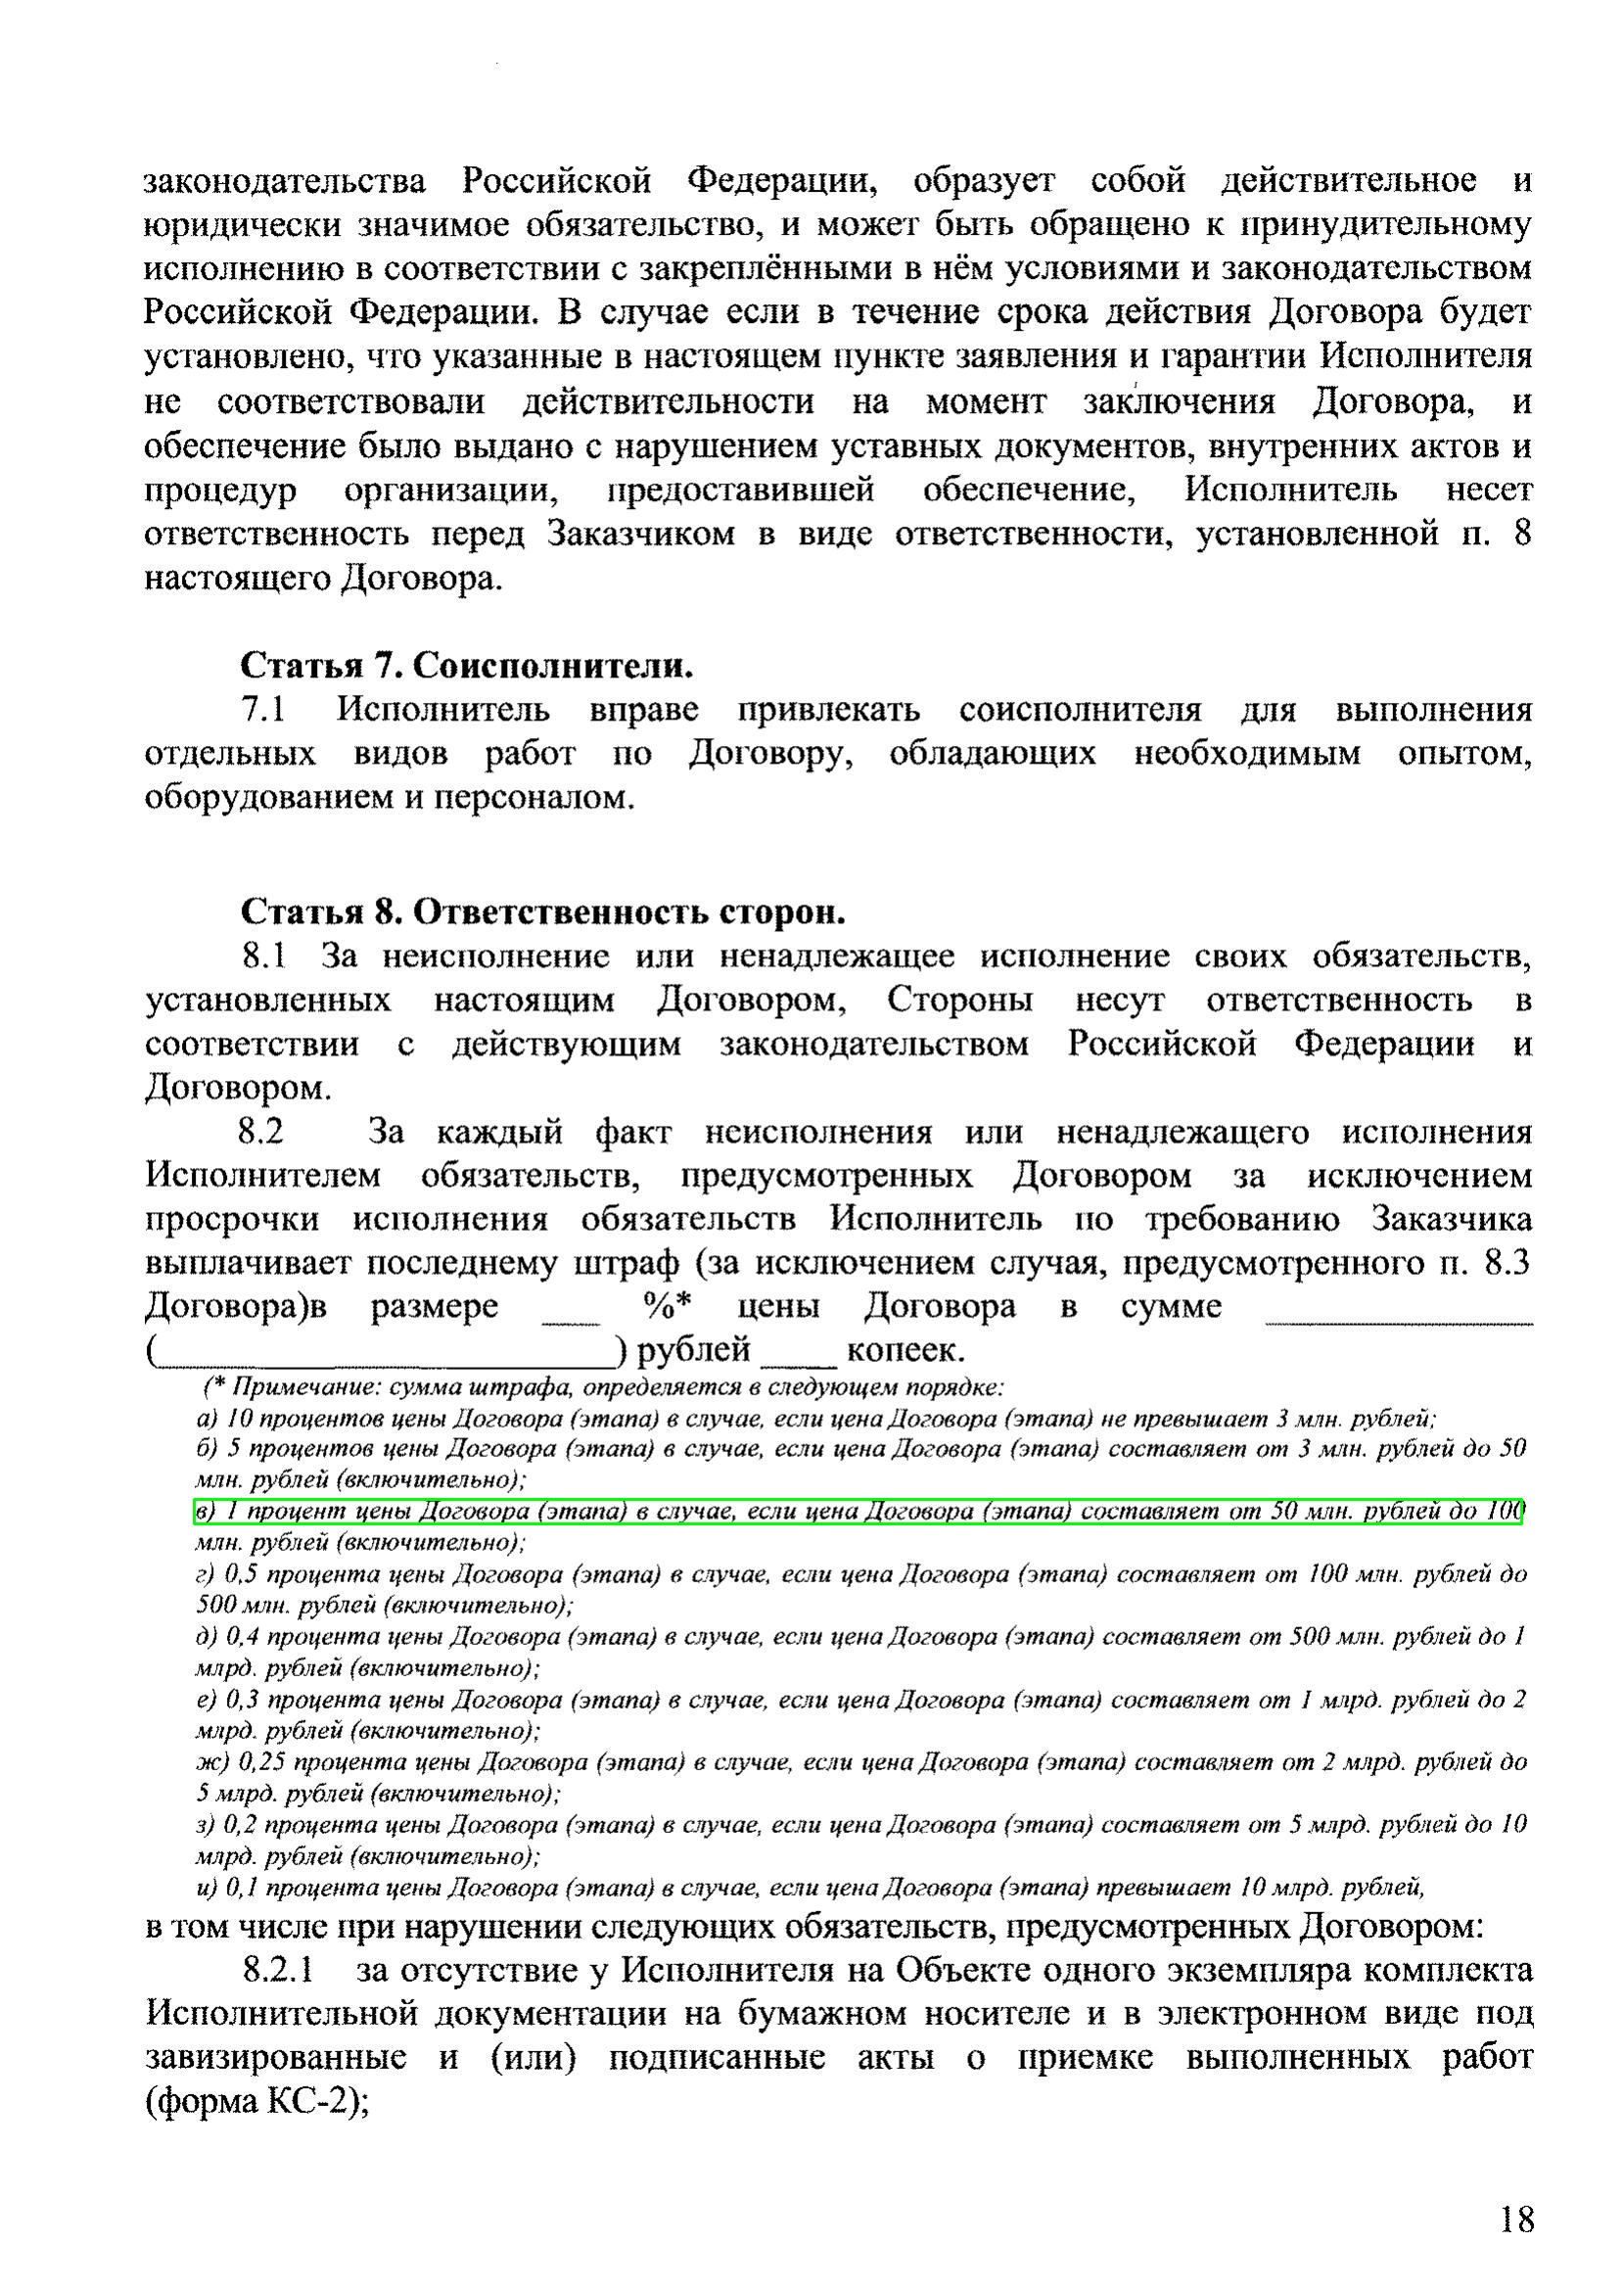 законодательства Российской Федерации, образует собой действительное и
юридически значимое обязательство, и может быть обращено к принудительному
исполнению в соответствии с закреплёнными в нём условиями и законодательством
Российской Федерации. В случае если в течение срока действия Договора будет
установлено, что указанные в настоящем пункте заявления и гарантии Исполнителя
не соответствовали действительности на момент заключения Договора, и
обеспечение было выдано с нарушением уставных документов, внутренних актов и
процедур организации, предоставившей обеспечение, Исполнитель несет
ответственность перед Заказчиком в виде ответственности, установленной п. 8
настоящего Договора.
Статья 7. Соисполнители.
7.1 Исполнитель вправе привлекать соисполнителя для выполнения
отдельных видов работ по Договору, обладающих необходимым опытом,
оборудованием и персоналом.
Статья 8. Ответственность сторон.
8.1 За неисполнение или ненадлежащее исполнение своих обязательств,
установленных настоящим Договором, Стороны несут ответственность в
соответствии с действующим законодательством Российской Федерации и
Договором.
8.2 За каждый факт неисполнения или ненадлежащего исполнения
Исполнителем обязательств, предусмотренных Договором за исключением
просрочки исполнения обязательств Исполнитель по требованию Заказчика
выплачивает последнему штраф (за исключением случая, предусмотренного п. 8.3
Договора)в размере ___ %* цены Договора в сумме ______________
(________________________) рублей ____ копеек.
(* Примечание: сумма штрафа, определяется в следующем порядке:
а) 10 процентов цены Договора (этапа) в случае, если цена Договора (этапа) не превышает 3 млн. рублей;
б) 5 процентов цены Договора (этапа) в случае, если цена Договора (этапа) составляет от 3 млн. рублей до 50
млн. рублей (включительно);
в) 1 процент цены Договора (этапа) в случае, если цена Договора (этапа) составляет от 50 млн. рублей до 100
млн. рублей (включительно);
г) 0,5 процента цены Договора (этапа) в случае, если цена Договора (этапа) составляет от 100 млн. рублей до
500 млн. рублей (включительно);
д) 0,4 процента цены Договора (этапа) в случае, если цена Договора (этапа) составляет от 500 млн. рублей до 1
млрд. рублей (включительно);
е) 0,3 процента цены Договора (этапа) в случае, если цена Договора (этапа) составляет от 1 млрд. рублей до 2
млрд. рублей (включительно);
ж) 0,25 процента цены Договора (этапа) в случае, если цена Договора (этапа) составляет от 2 млрд. рублей до
5 млрд. рублей (включительно);
з) 0,2 процента цены Договора (этапа) в случае, если цена Договора (этапа) составляет от 5 млрд. рублей до 10
млрд. рублей (включительно);
и) 0,1 процента цены Договора (этапа) в случае, если цена Договора (этапа) превышает 10 млрд. рублей,
в том числе при нарушении следующих обязательств, предусмотренных Договором:
8.2.1 за отсутствие у Исполнителя на Объекте одного экземпляра комплекта
Исполнительной документации на бумажном носителе и в электронном виде под
завизированные и (или) подписанные акты о приемке выполненных работ
(форма КС-2);
18